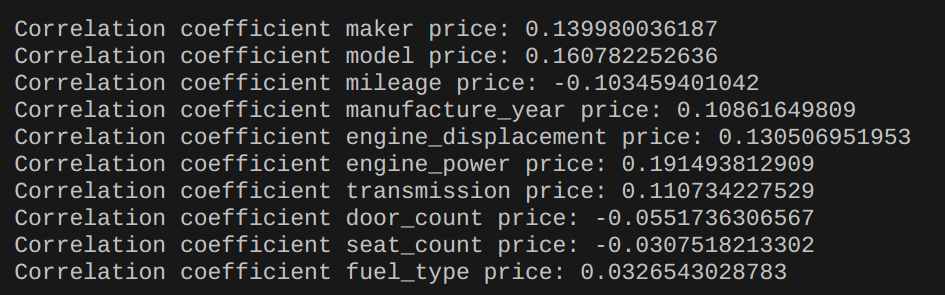 Correlation coefficient maker price: 0.139980036187
Correlation coefficient model price: 0.160782252636
Correlation coefficient mileage price: -0.103459401042
Correlation coefficient manufacture_year price: 0.10861649809
Correlation coefficient engine_displacement price: 0.130506951953
Correlation coefficient engine_power price: 0.191493812909
Correlation coefficient transmission price: 0.110734227529
Correlation coefficient door_count price: -0.0551736306567
Correlation coefficient seat_count price: -0.0307518213302
Correlation coefficient fuel_type price: 0.0326543028783